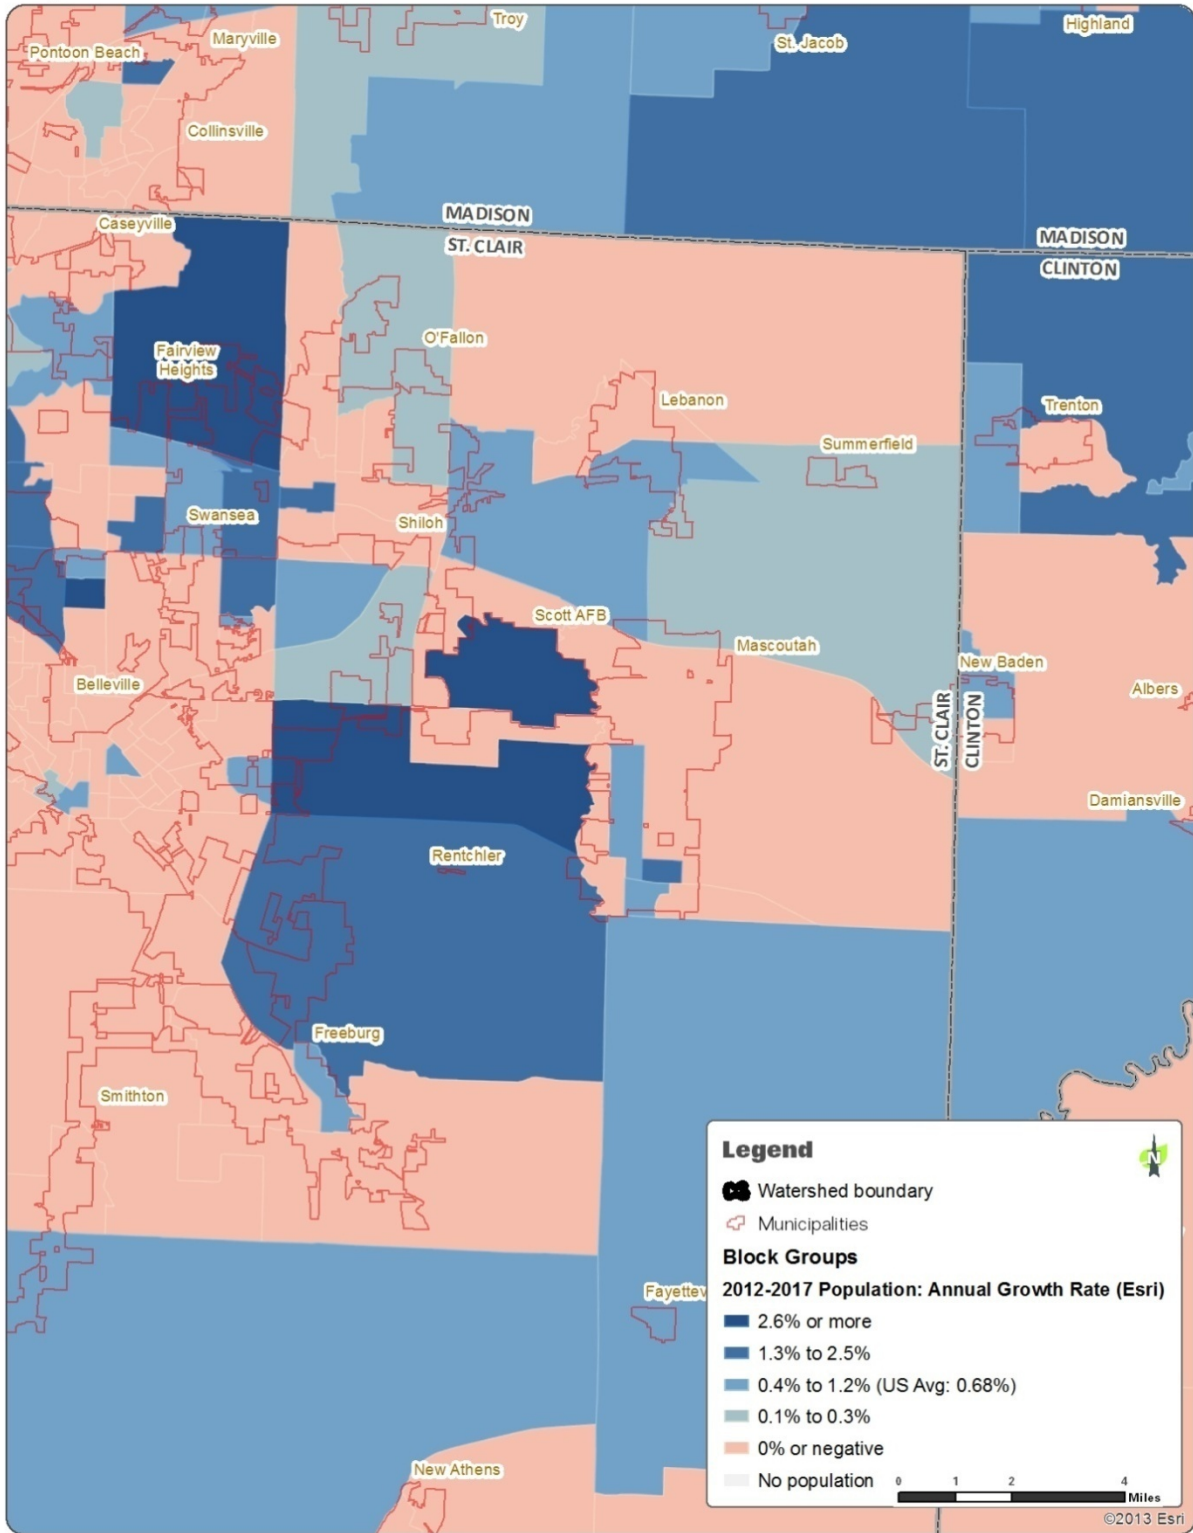 Troy
Highland
Maryville
St. Jacob
Pontoon Beach
Collinsville
MADISON
Caseyville
ST. CLAIR
MADISON
CLINTON
O'Fallon
Fairview
Heights
Lebanon
Trenton
Summerfield
Swansea
Shiloh
Scott AFB
Mascoutah
New Baden
Belleville
Albers
ST. CLAIR
CLINTON
Damiansville
Rentchler
Freeburg
Smithton
Legend
N
Watershed boundary
Municipalities
Block Groups
2012-2017 Population: Annual Growth Rate (Esri)
Fayettev
2.6% or more
1.3% to 2.5%
0.4% to 1.2% (US Avg: 0.68%)
0.1% to 0.3%
0% or negative
New Athens
No population
0 1 2 4
Miles
©2013 Esri